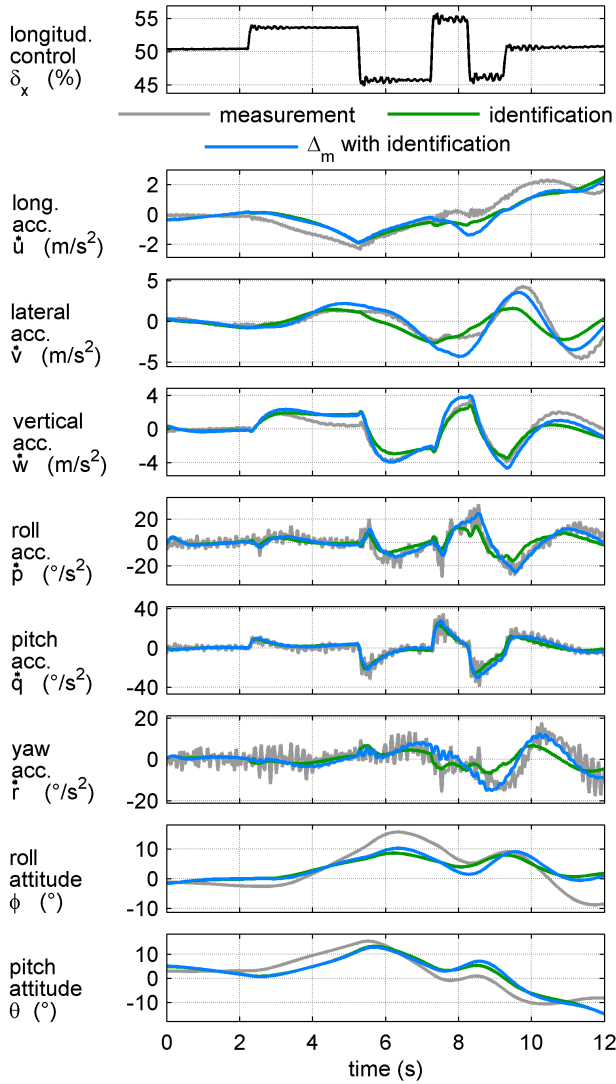 longitud.
control
δx (%)
55
50
45
measurement
identification
Δm with identification
long.
acc.
u̇ (m/s²)
2
0
-2
lateral
acc.
v̇ (m/s²)
5
0
-5
vertical
acc.
ẇ (m/s²)
4
0
-4
roll
acc.
ṗ (°/s²)
20
0
-20
pitch
acc.
q̇ (°/s²)
40
0
-40
yaw
acc.
ṙ (°/s²)
20
0
-20
roll
attitude
ϕ (°)
10
0
-10
pitch
attitude
θ (°)
10
0
-10
0 2 4 6 8 10 12
time (s)